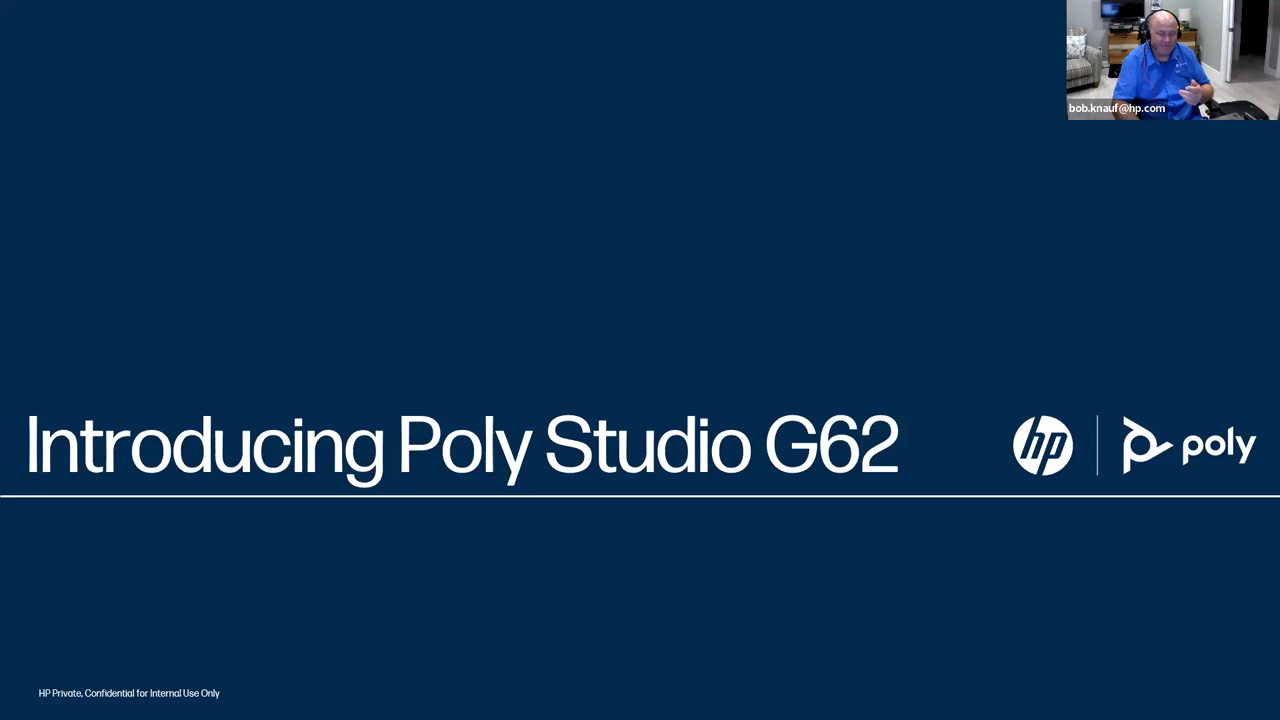 bob.knauf@hp.com
Introducing Poly Studio G62
hp
poly
HP Private, Confidential for Internal Use Only